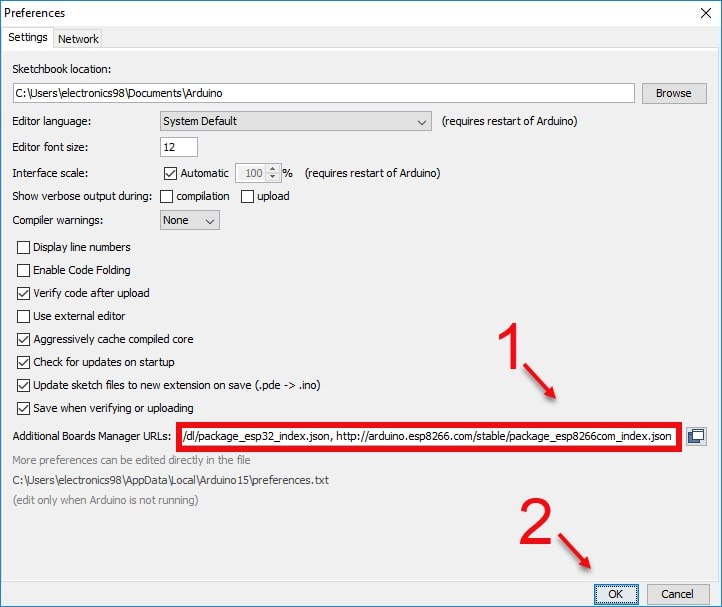 Preferences
Settings Network
Sketchbook location:
C:\Users\electronics98\Documents\Arduino Browse
Editor language: System Default (requires restart of Arduino)
Editor font size: 12
Interface scale: Automatic 100 % (requires restart of Arduino)
Show verbose output during: compilation upload
Compiler warnings: None
Display line numbers
Enable Code Folding
Verify code after upload
Use external editor
Aggressively cache compiled core
Check for updates on startup
Update sketch files to new extension on save (.pde -> .ino)
Save when verifying or uploading
1
Additional Boards Manager URLs: /dl/package_esp32_index.json, http://arduino.esp8266.com/stable/package_esp8266com_index.json
More preferences can be edited directly in the file
C:\Users\electronics98\AppData\Local\Arduino15\preferences.txt
(edit only when Arduino is not running)
2
OK Cancel